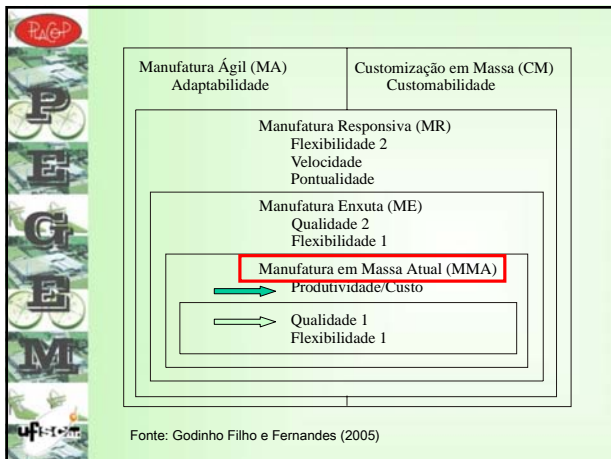 PLACOP
P
E
G
E
M
ufscar
Manufatura Ágil (MA)
Adaptabilidade
Customização em Massa (CM)
Customabilidade
Manufatura Responsiva (MR)
Flexibilidade 2
Velocidade
Pontualidade
Manufatura Enxuta (ME)
Qualidade 2
Flexibilidade 1
Manufatura em Massa Atual (MMA)
Produtividade/Custo
Qualidade 1
Flexibilidade 1
Fonte: Godinho Filho e Fernandes (2005)